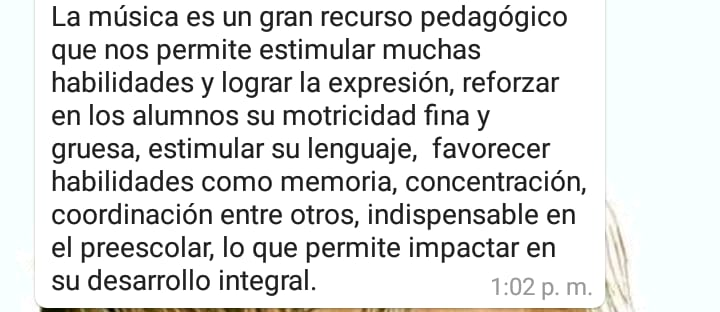 La música es un gran recurso pedagógico
que nos permite estimular muchas
habilidades y lograr la expresión, reforzar
en los alumnos su motricidad fina y
gruesa, estimular su lenguaje,  favorecer
habilidades como memoria, concentración,
coordinación entre otros, indispensable en
el preescolar, lo que permite impactar en
su desarrollo integral.
1:02 p. m.